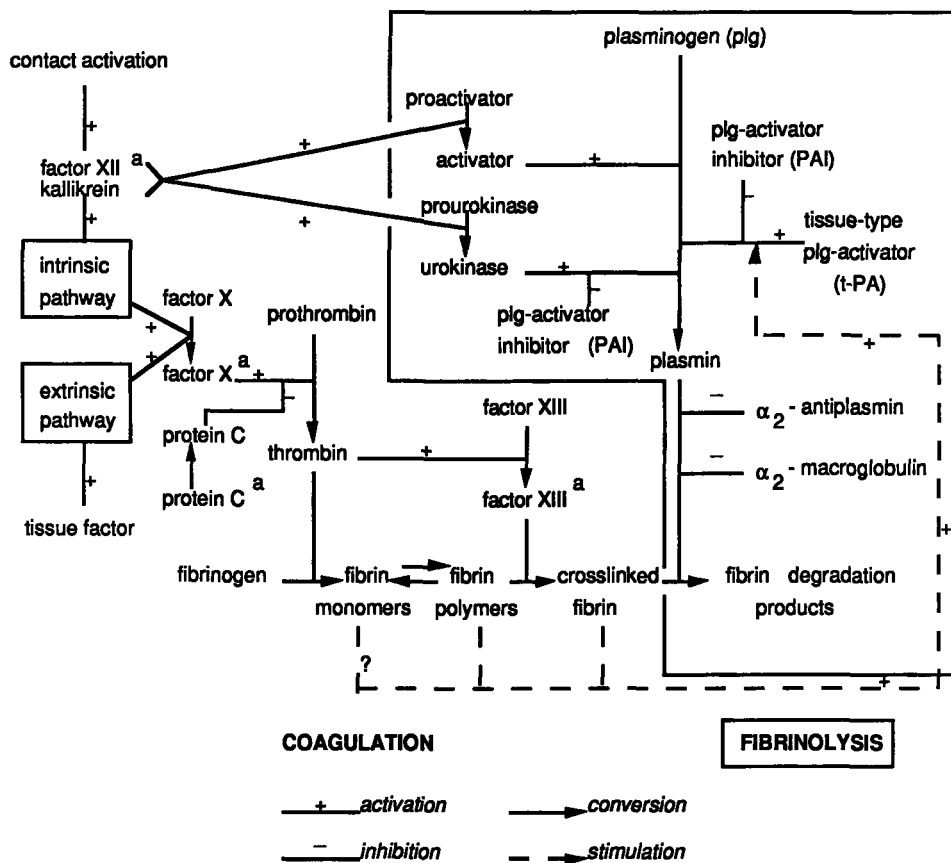 plasminogen (plg)
contact activation
+
proactivator
+
plg-activator
inhibitor (PAI)
−
factor XII a
kallikrein
activator
+
prourokinase
+
+
tissue-type
plg-activator
(t-PA)
+
intrinsic
pathway
urokinase
+
−
plg-activator
inhibitor (PAI)
factor X
+
+
prothrombin
plasmin
+
extrinsic
pathway
factor X a
+
−
factor XIII
−
α2 - antiplasmin
protein C
thrombin
+
−
α2 - macroglobulin
+
protein C a
factor XIII a
tissue factor
+
fibrinogen
fibrin
monomers
fibrin
polymers
crosslinked
fibrin
fibrin degradation
products
?
+
COAGULATION
FIBRINOLYSIS
+ activation
conversion
− inhibition
stimulation